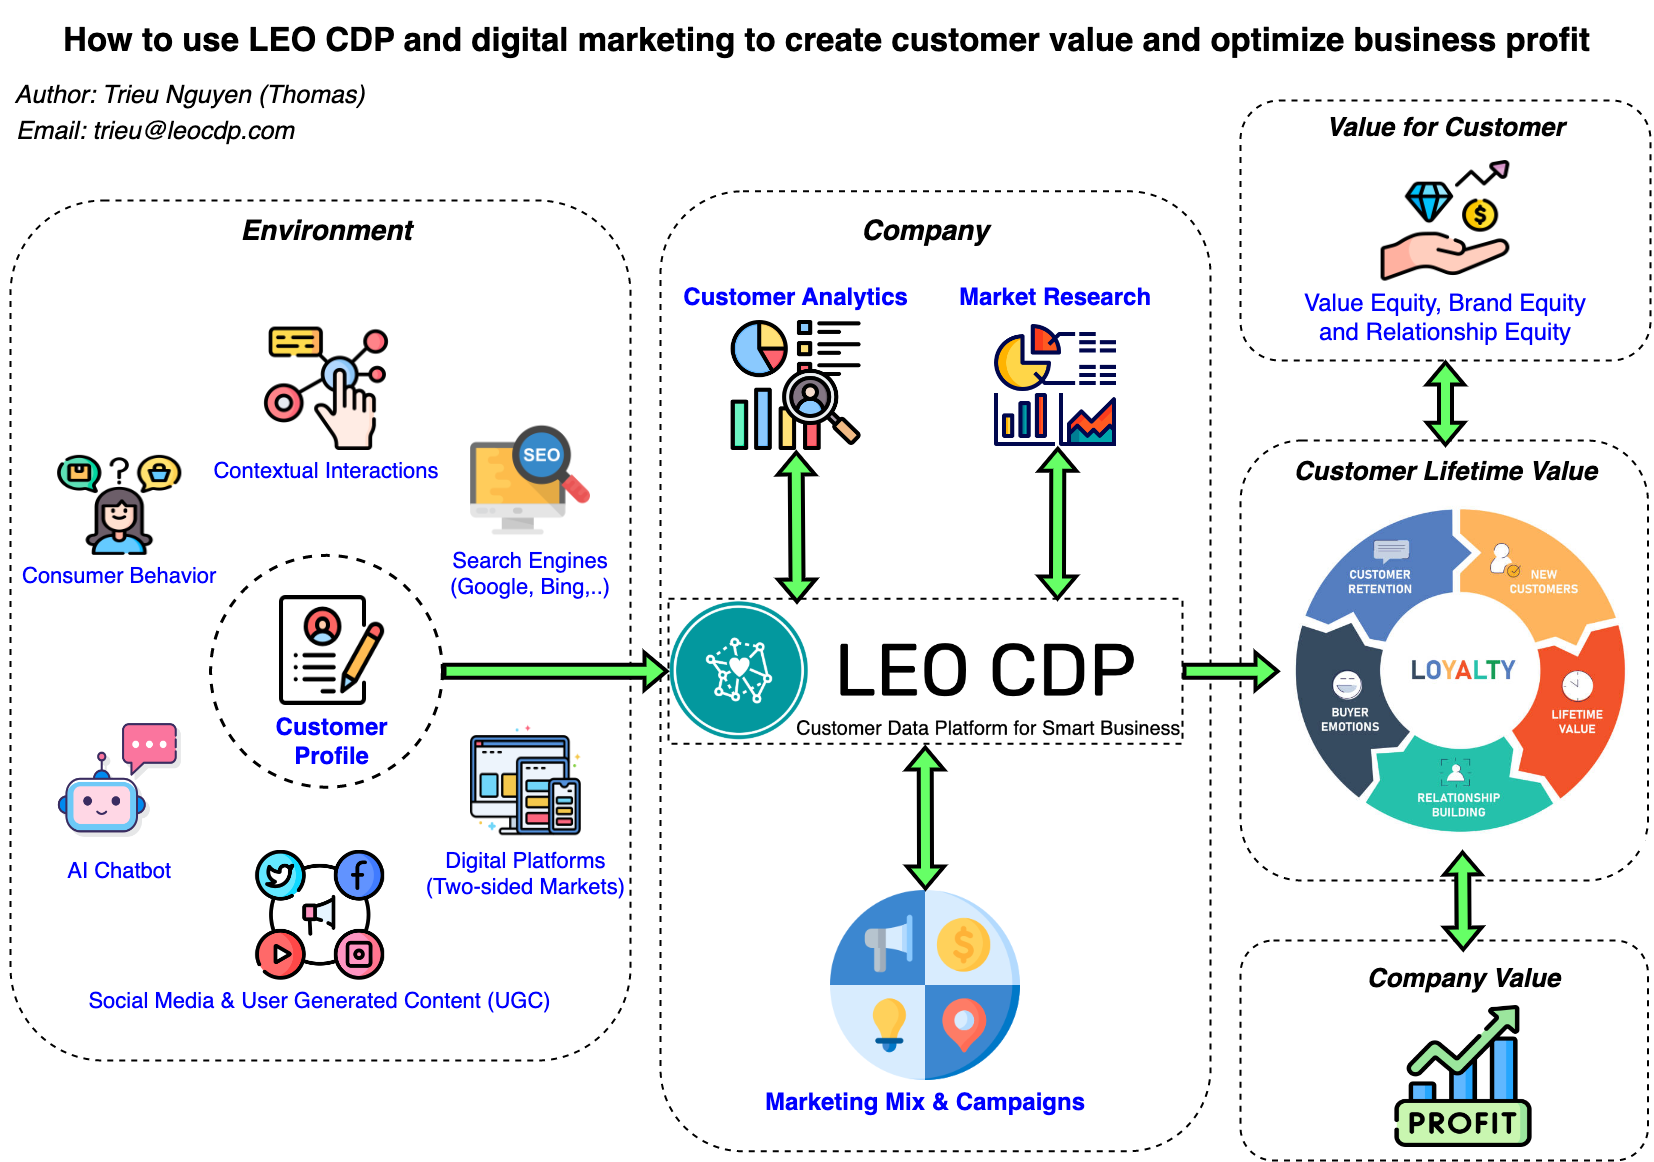 How to use LEO CDP and digital marketing to create customer value and optimize business profit
Author: Trieu Nguyen (Thomas)
Email: trieu@leocdp.com
Environment
Contextual Interactions
SEO
Search Engines
(Google, Bing,..)
?
Consumer Behavior
Customer
Profile
AI Chatbot
Digital Platforms
(Two-sided Markets)
Social Media & User Generated Content (UGC)
Company
Customer Analytics
Market Research
LEO CDP
Customer Data Platform for Smart Business
$
Marketing Mix & Campaigns
Value for Customer
$
Value Equity, Brand Equity
and Relationship Equity
Customer Lifetime Value
CUSTOMER
RETENTION
NEW
CUSTOMERS
LOYALTY
BUYER
EMOTIONS
LIFETIME
VALUE
RELATIONSHIP
BUILDING
Company Value
PROFIT